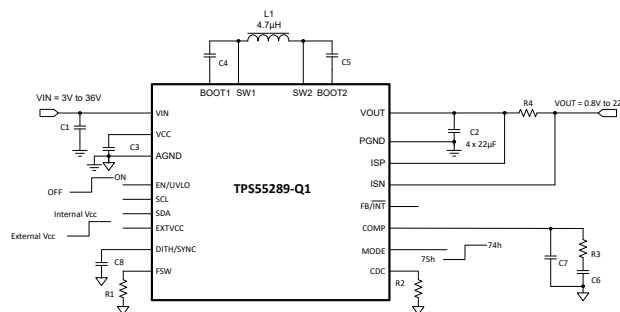 L1
4.7µH
C4
C5
BOOT1 SW1
SW2 BOOT2
VIN = 3V to 36V
C1
VIN
VCC
C3
AGND
ON
OFF
EN/UVLO
SCL
SDA
Internal Vcc
EXTVCC
External Vcc
DITH/SYNC
C8
FSW
R1
TPS55289-Q1
VOUT
R4
VOUT = 0.8V to 22
C2
4 x 22µF
PGND
ISP
ISN
FB/INT
COMP
MODE
74h
75h
CDC
R2
C7
R3
C6